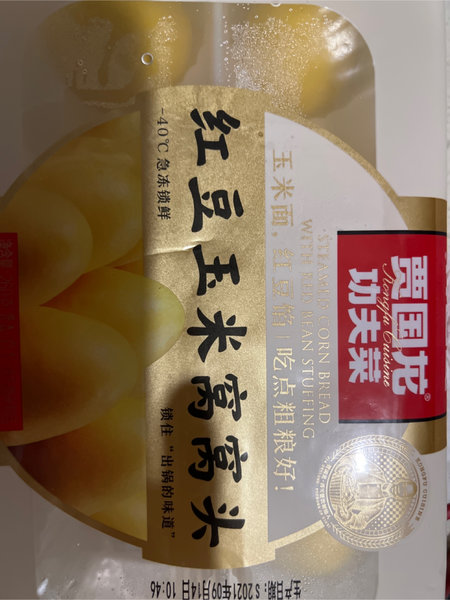 贾国龙®
Kongfu Cuisine
功夫菜
玉米面,红豆馅|吃点粗粮好!
·STEAMED CORN BREAD
WITH RED BEAN STUFFING
红豆玉米窝窝头
-40℃急冻锁鲜
锁住“出锅的味道”
生产日期:S 2021年09月14日 10:46